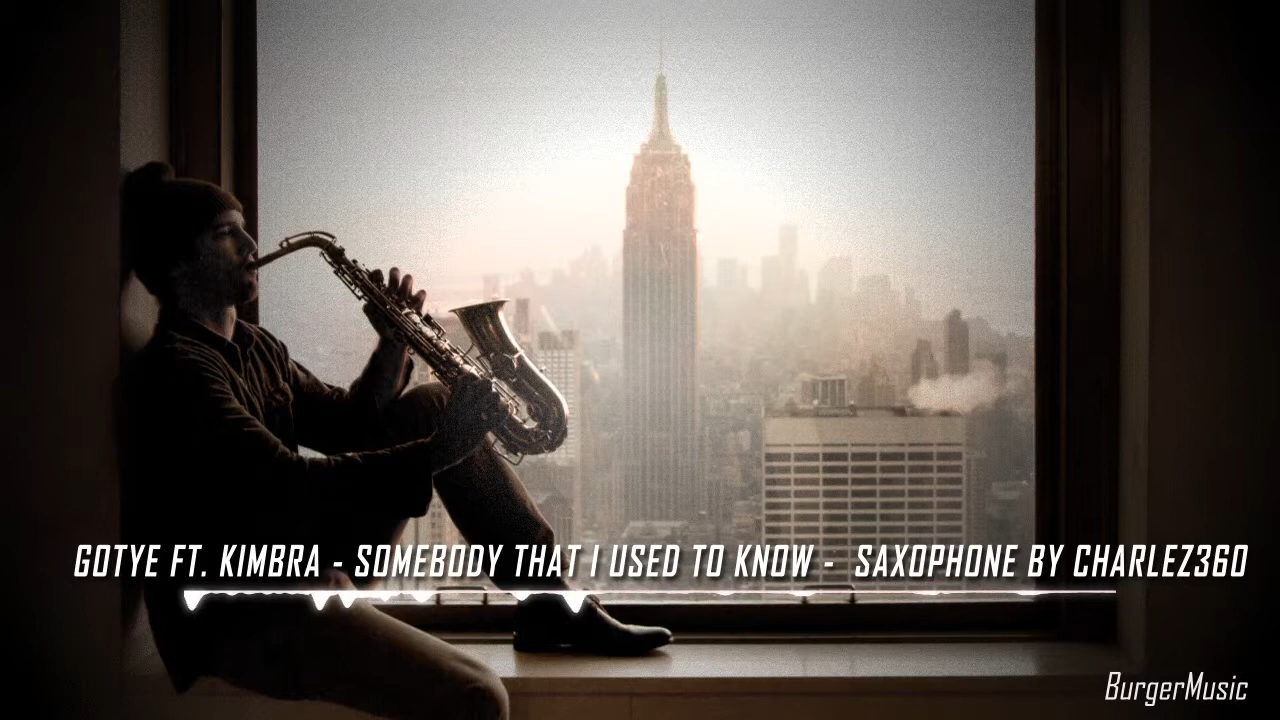 GOTYE FT. KIMBRA - SOMEBODY THAT I USED TO KNOW -  SAXOPHONE BY CHARLEZ360
BurgerMusic